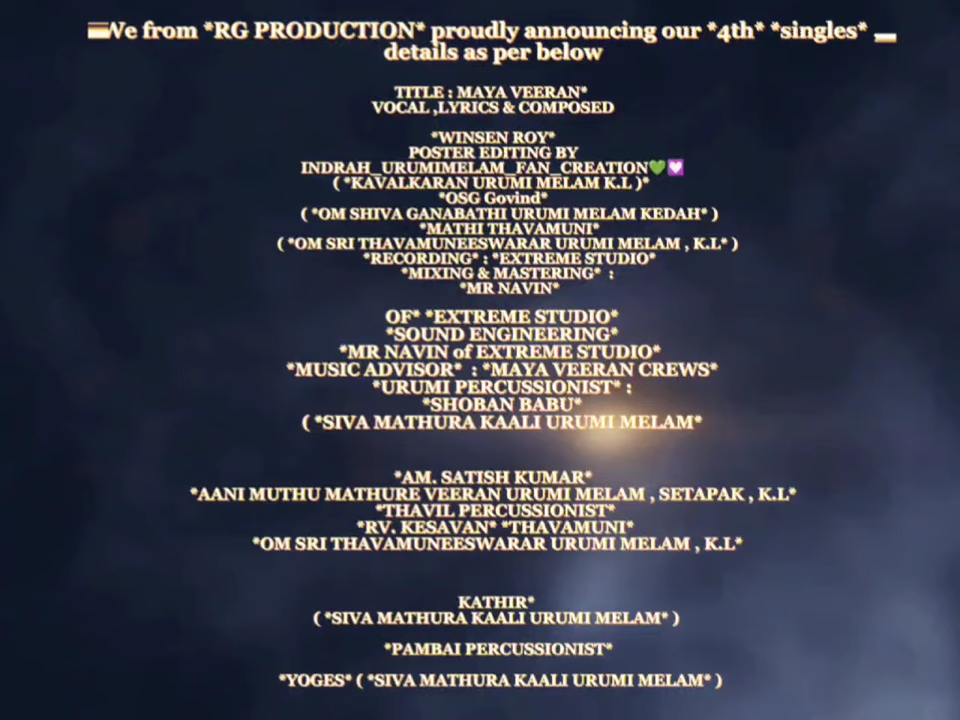 We from *RG PRODUCTION* proudly announcing our *4th* *singles*
details as per below
TITLE : MAYA VEERAN*
VOCAL ,LYRICS & COMPOSED
*WINSEN ROY*
POSTER EDITING BY
INDRAH_URUMIMELAM_FAN_CREATION💚💟
( *KAVALKARAN URUMI MELAM K.L )*
*OSG Govind*
( *OM SHIVA GANABATHI URUMI MELAM KEDAH* )
*MATHI THAVAMUNI*
( *OM SRI THAVAMUNEESWARAR URUMI MELAM , K.L* )
*RECORDING* : *EXTREME STUDIO*
*MIXING & MASTERING* :
*MR NAVIN*
OF* *EXTREME STUDIO*
*SOUND ENGINEERING*
*MR NAVIN of EXTREME STUDIO*
*MUSIC ADVISOR* : *MAYA VEERAN CREWS*
*URUMI PERCUSSIONIST* :
*SHOBAN BABU*
( *SIVA MATHURA KAALI URUMI MELAM*
*AM. SATISH KUMAR*
*AANI MUTHU MATHURE VEERAN URUMI MELAM , SETAPAK , K.L*
*THAVIL PERCUSSIONIST*
*RV. KESAVAN* *THAVAMUNI*
*OM SRI THAVAMUNEESWARAR URUMI MELAM , K.L*
KATHIR*
( *SIVA MATHURA KAALI URUMI MELAM* )
*PAMBAI PERCUSSIONIST*
*YOGES* ( *SIVA MATHURA KAALI URUMI MELAM* )